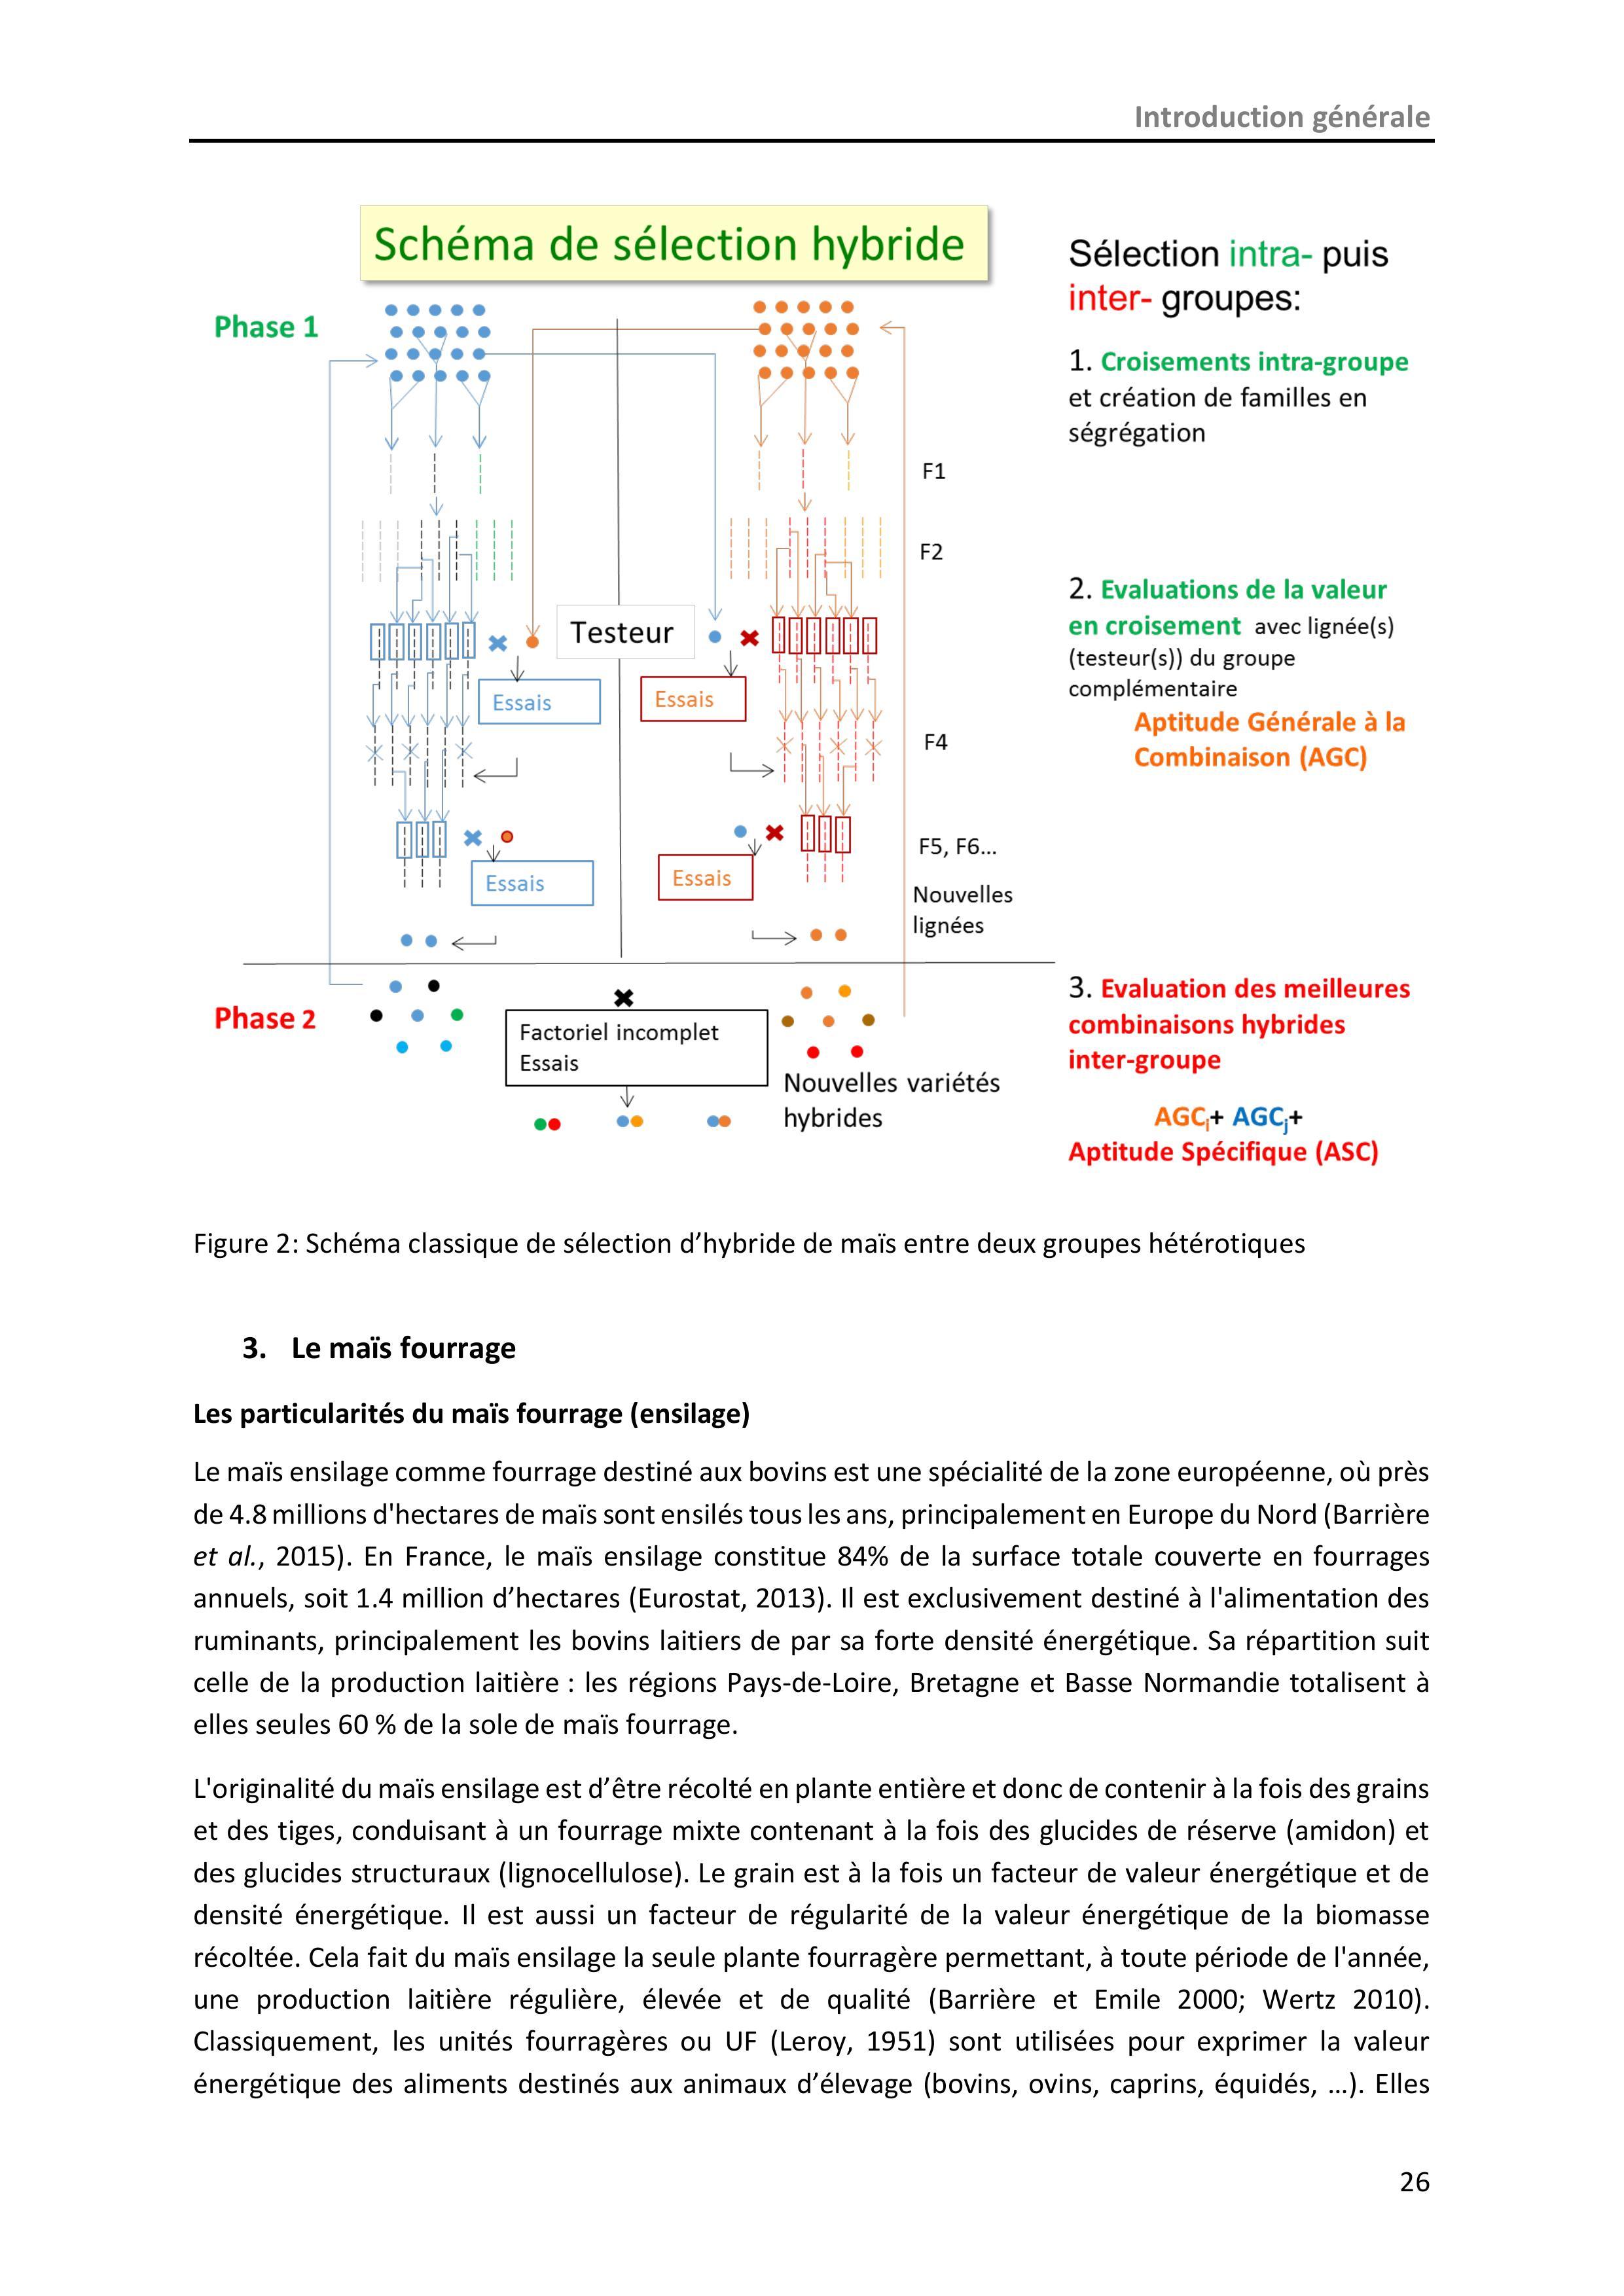 Introduction générale
Schéma de sélection hybride
Sélection intra- puis
inter- groupes:
Phase 1
1. Croisements intra-groupe
et création de familles en
ségrégation
F1
F2
2. Evaluations de la valeur
en croisement avec lignée(s)
(testeur(s)) du groupe
complémentaire
Aptitude Générale à la
Combinaison (AGC)
Testeur
Essais
Essais
F4
F5, F6...
Essais
Essais
Nouvelles
lignées
Phase 2
3. Evaluation des meilleures
combinaisons hybrides
inter-groupe
Factoriel incomplet
Essais
Nouvelles variétés
hybrides
AGCi+ AGCj+
Aptitude Spécifique (ASC)
Figure 2: Schéma classique de sélection d’hybride de maïs entre deux groupes hétérotiques
3. Le maïs fourrage
Les particularités du maïs fourrage (ensilage)
Le maïs ensilage comme fourrage destiné aux bovins est une spécialité de la zone européenne, où près
de 4.8 millions d'hectares de maïs sont ensilés tous les ans, principalement en Europe du Nord (Barrière
et al., 2015). En France, le maïs ensilage constitue 84% de la surface totale couverte en fourrages
annuels, soit 1.4 million d’hectares (Eurostat, 2013). Il est exclusivement destiné à l'alimentation des
ruminants, principalement les bovins laitiers de par sa forte densité énergétique. Sa répartition suit
celle de la production laitière : les régions Pays-de-Loire, Bretagne et Basse Normandie totalisent à
elles seules 60 % de la sole de maïs fourrage.
L'originalité du maïs ensilage est d’être récolté en plante entière et donc de contenir à la fois des grains
et des tiges, conduisant à un fourrage mixte contenant à la fois des glucides de réserve (amidon) et
des glucides structuraux (lignocellulose). Le grain est à la fois un facteur de valeur énergétique et de
densité énergétique. Il est aussi un facteur de régularité de la valeur énergétique de la biomasse
récoltée. Cela fait du maïs ensilage la seule plante fourragère permettant, à toute période de l'année,
une production laitière régulière, élevée et de qualité (Barrière et Emile 2000; Wertz 2010).
Classiquement, les unités fourragères ou UF (Leroy, 1951) sont utilisées pour exprimer la valeur
énergétique des aliments destinés aux animaux d’élevage (bovins, ovins, caprins, équidés, …). Elles
26